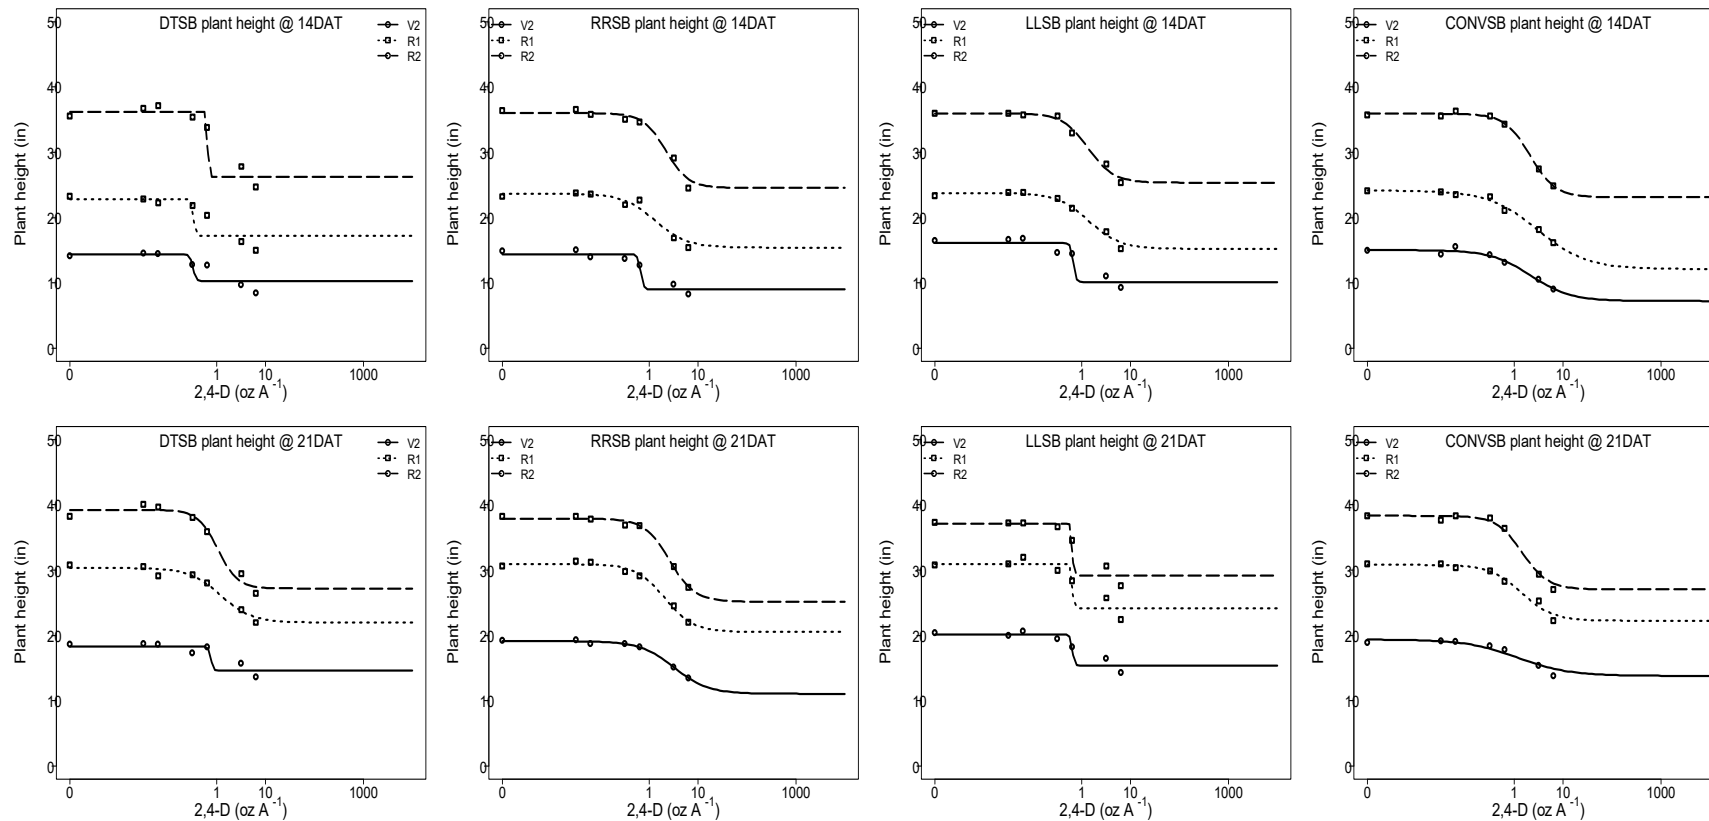 DTSB plant height @ 14DAT
V2
R1
R2
50
40
30
20
10
0
Plant height (in)
0 1 10 1000
2,4-D (oz A⁻¹)
RRSB plant height @ 14DAT
V2
R1
R2
50
40
30
20
10
0
Plant height (in)
0 1 10 1000
2,4-D (oz A⁻¹)
LLSB plant height @ 14DAT
V2
R1
R2
50
40
30
20
10
0
Plant height (in)
0 1 10 1000
2,4-D (oz A⁻¹)
CONVSB plant height @ 14DAT
V2
R1
R2
50
40
30
20
10
0
Plant height (in)
0 1 10 1000
2,4-D (oz A⁻¹)
DTSB plant height @ 21DAT
V2
R1
R2
50
40
30
20
10
0
Plant height (in)
0 1 10 1000
2,4-D (oz A⁻¹)
RRSB plant height @ 21DAT
V2
R1
R2
50
40
30
20
10
0
Plant height (in)
0 1 10 1000
2,4-D (oz A⁻¹)
LLSB plant height @ 21DAT
V2
R1
R2
50
40
30
20
10
0
Plant height (in)
0 1 10 1000
2,4-D (oz A⁻¹)
CONVSB plant height @ 21DAT
V2
R1
R2
50
40
30
20
10
0
Plant height (in)
0 1 10 1000
2,4-D (oz A⁻¹)